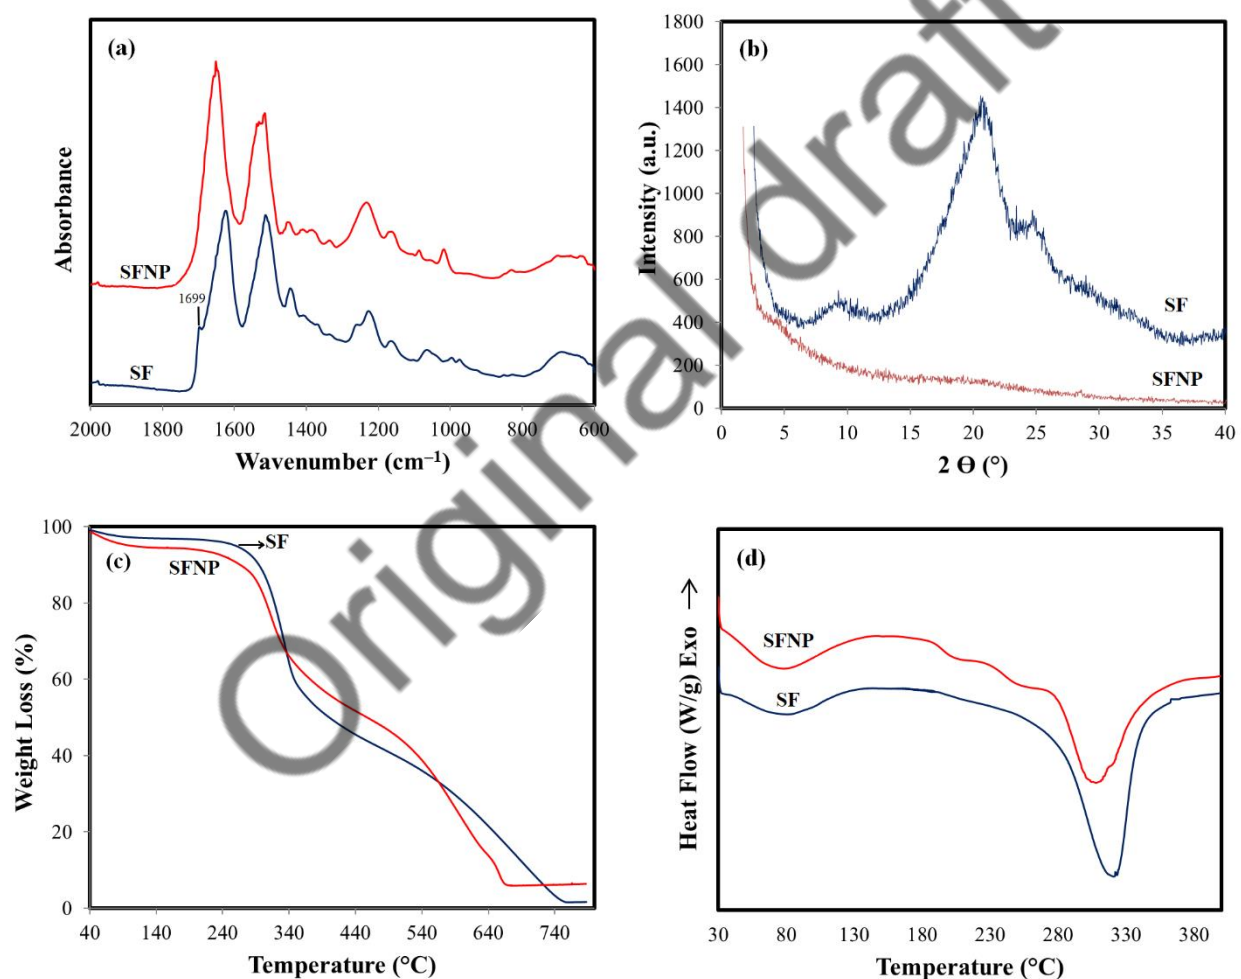 (a)
SFNP
1699
SF
Absorbance
2000 1800 1600 1400 1200 1000 800 600
Wavenumber (cm⁻¹)
(b)
1800
1600
1400
1200
1000
800
600
400
200
0
Intensity (a.u.)
SF
SFNP
0 5 10 15 20 25 30 35 40
2 Θ (°)
(c)
100
80
60
40
20
0
Weight Loss (%)
→SF
SFNP
40 140 240 340 440 540 640 740
Temperature (°C)
(d)
SFNP
SF
Heat Flow (W/g) Exo →
30 80 130 180 230 280 330 380
Temperature (°C)
Original draft